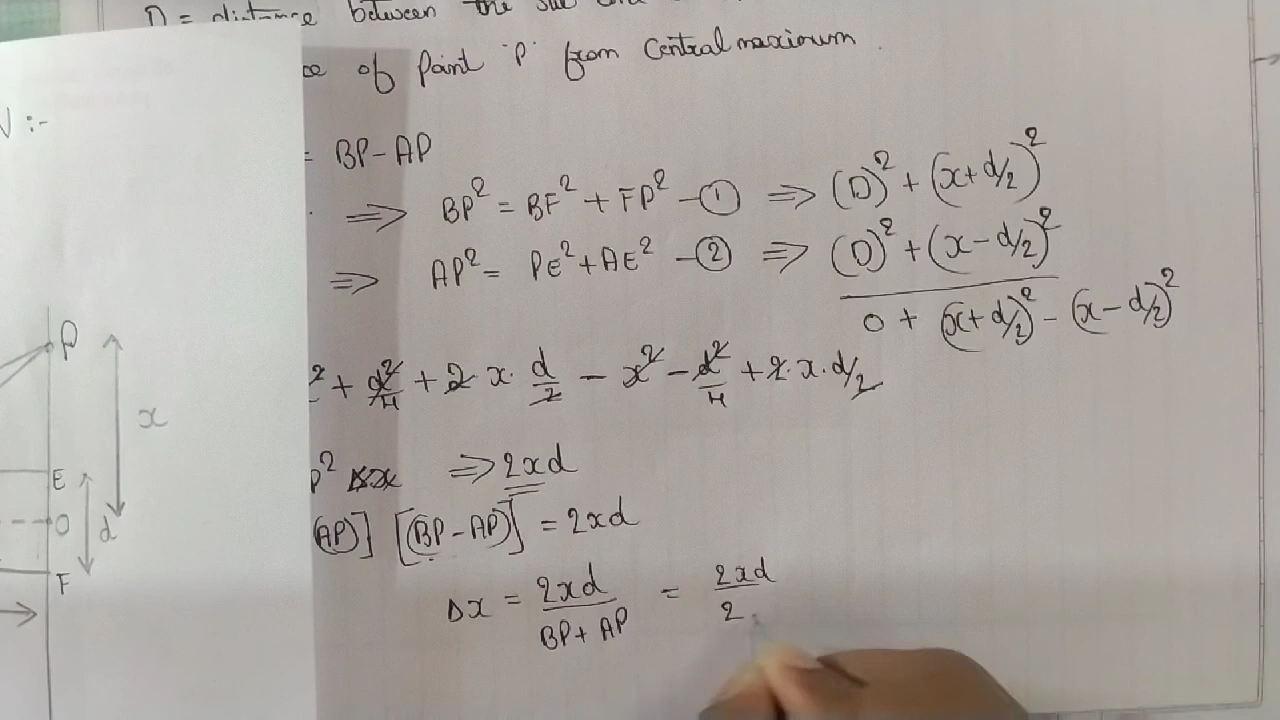 D = distance between the
of Point 'P' from Central maximum.
V :-
= BP - AP
⇒ BP² = BF² + FP² - ① ⇒ (D)² + (x + d/2)²
⇒ AP² = PE² + AE² - ② ⇒ (D)² + (x - d/2)²
0 + (x + d/2)² - (x - d/2)²
² + d²/4 + 2 x · d/2 - x² - d²/4 + 2 · x · d/2
P
x
E
O
d
F
P² ⇒ 2xd
(AP)] [(BP - AP)] = 2xd
Δx = 2xd / BP + AP = 2xd / 2